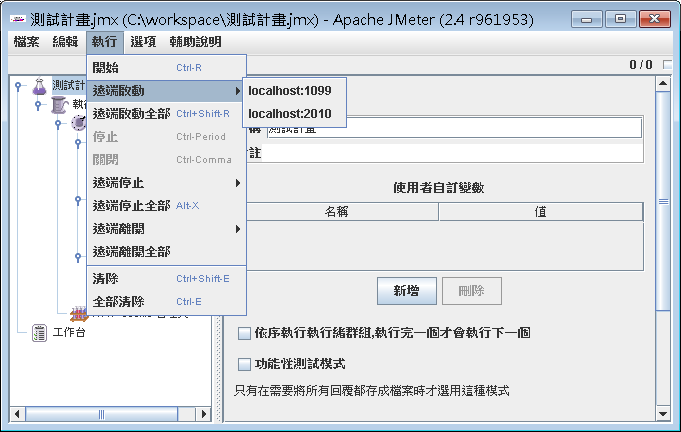 測試計畫.jmx (C:\workspace\測試計畫.jmx) - Apache JMeter (2.4 r961953)
檔案 編輯 執行 選項 輔助說明
0 / 0
測試計
執
開始 Ctrl-R
遠端啟動
localhost:1099
localhost:2010
遠端啟動全部 Ctrl+Shift-R
停止 Ctrl-Period
關閉 Ctrl-Comma
遠端停止
遠端停止全部 Alt-X
遠端離開
遠端離開全部
清除 Ctrl+Shift-E
全部清除 Ctrl-E
稱 測試計畫
註
使用者自訂變數
名稱 值
新增 刪除
工作台
依序執行執行緒群組,執行完一個才會執行下一個
功能性測試模式
只有在需要將所有回覆都存成檔案時才選用這種模式